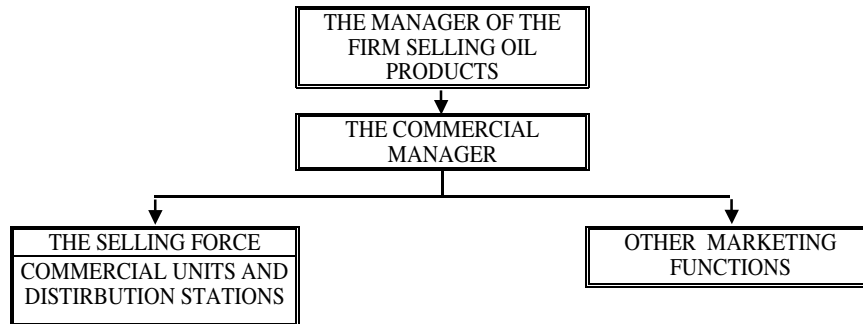 THE MANAGER OF THE
FIRM SELLING OIL
PRODUCTS
THE COMMERCIAL
MANAGER
THE SELLING FORCE
COMMERCIAL UNITS AND
DISTIRBUTION STATIONS
OTHER MARKETING
FUNCTIONS